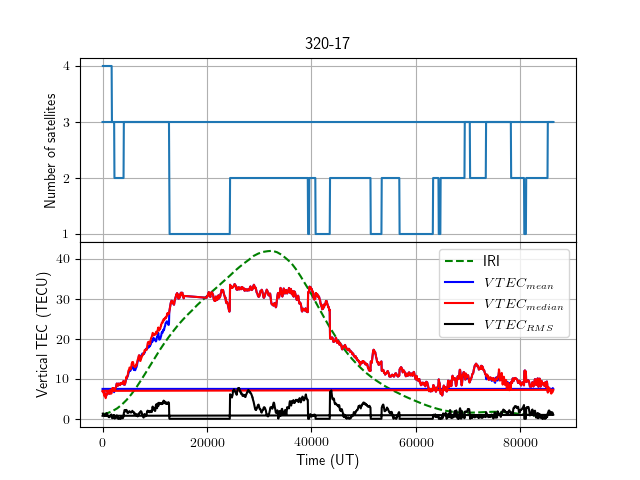 320-17
Number of satellites
4
3
2
1
Vertical TEC (TECU)
40
30
20
10
0
IRI
VTEC_mean
VTEC_median
VTEC_RMS
0 20000 40000 60000 80000
Time (UT)